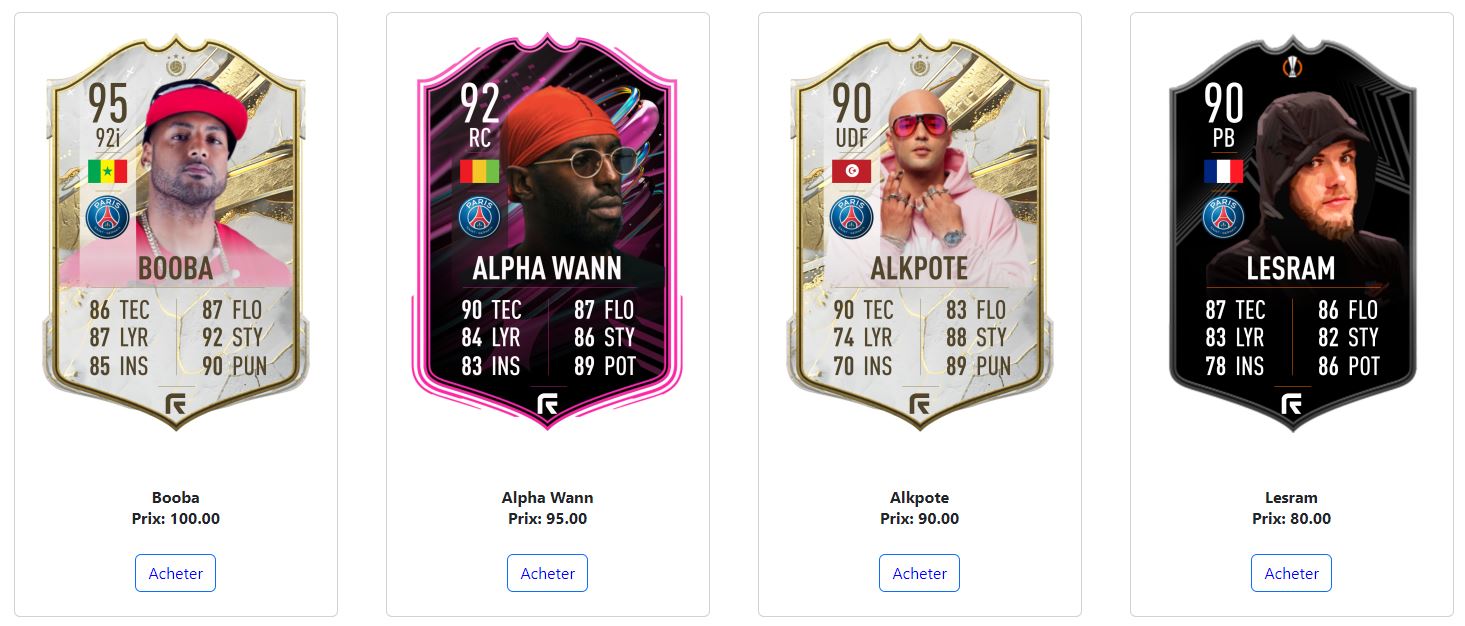 95
92i
PARIS
BOOBA
86 TEC 87 FLO
87 LYR 92 STY
85 INS 90 PUN
Booba
Prix: 100.00
Acheter
92
RC
PARIS
ALPHA WANN
90 TEC 87 FLO
84 LYR 86 STY
83 INS 89 POT
Alpha Wann
Prix: 95.00
Acheter
90
UDF
PARIS
ALKPOTE
90 TEC 83 FLO
74 LYR 88 STY
70 INS 89 PUN
Alkpote
Prix: 90.00
Acheter
90
PB
PARIS
LESRAM
87 TEC 86 FLO
83 LYR 82 STY
78 INS 86 POT
Lesram
Prix: 80.00
Acheter